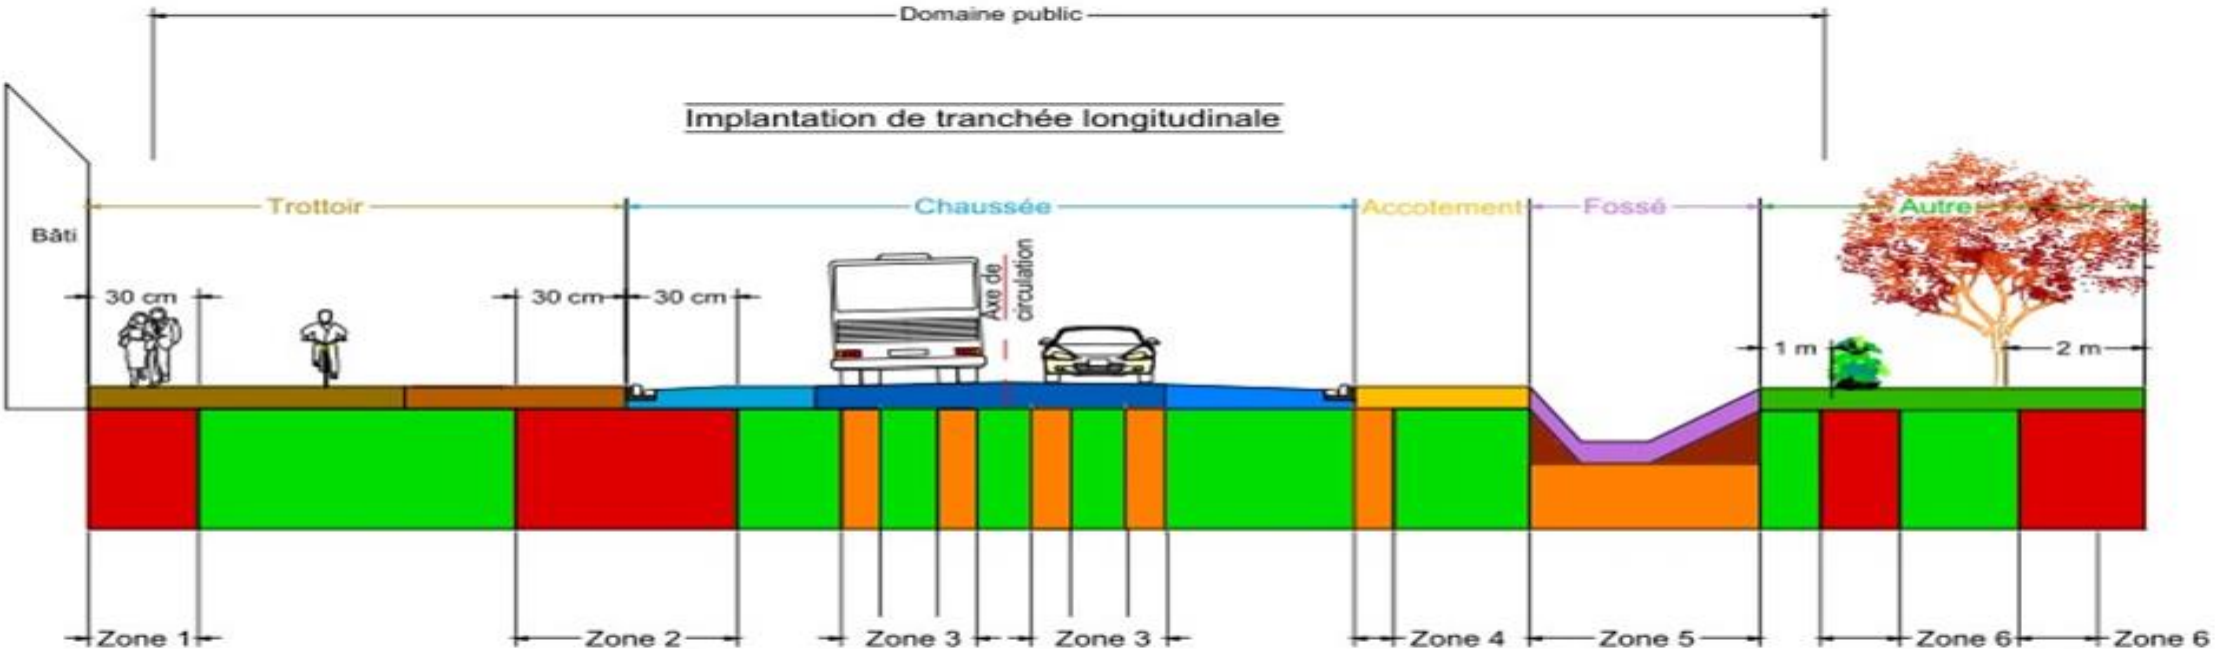 Domaine public
Implantation de tranchée longitudinale
Trottoir
Chaussée
Accotement
Fossé
Autre
Bâti
Axe de
circulation
30 cm
30 cm
30 cm
1 m
2 m
Zone 1
Zone 2
Zone 3
Zone 3
Zone 4
Zone 5
Zone 6
Zone 6